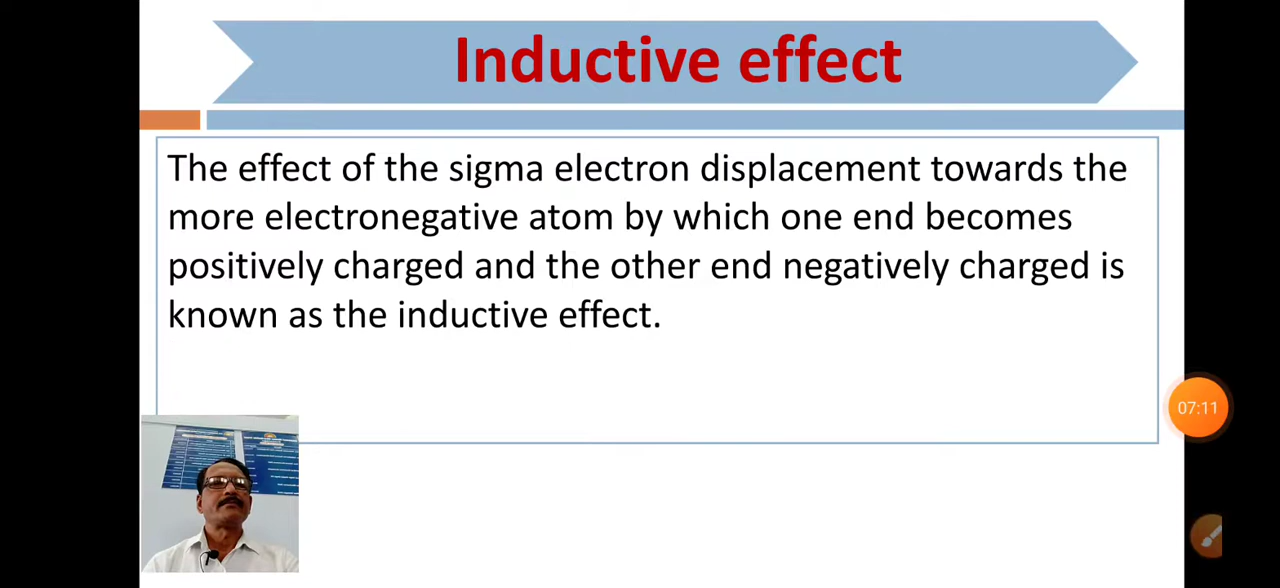 Inductive effect
The effect of the sigma electron displacement towards the
more electronegative atom by which one end becomes
positively charged and the other end negatively charged is
known as the inductive effect.
07:11